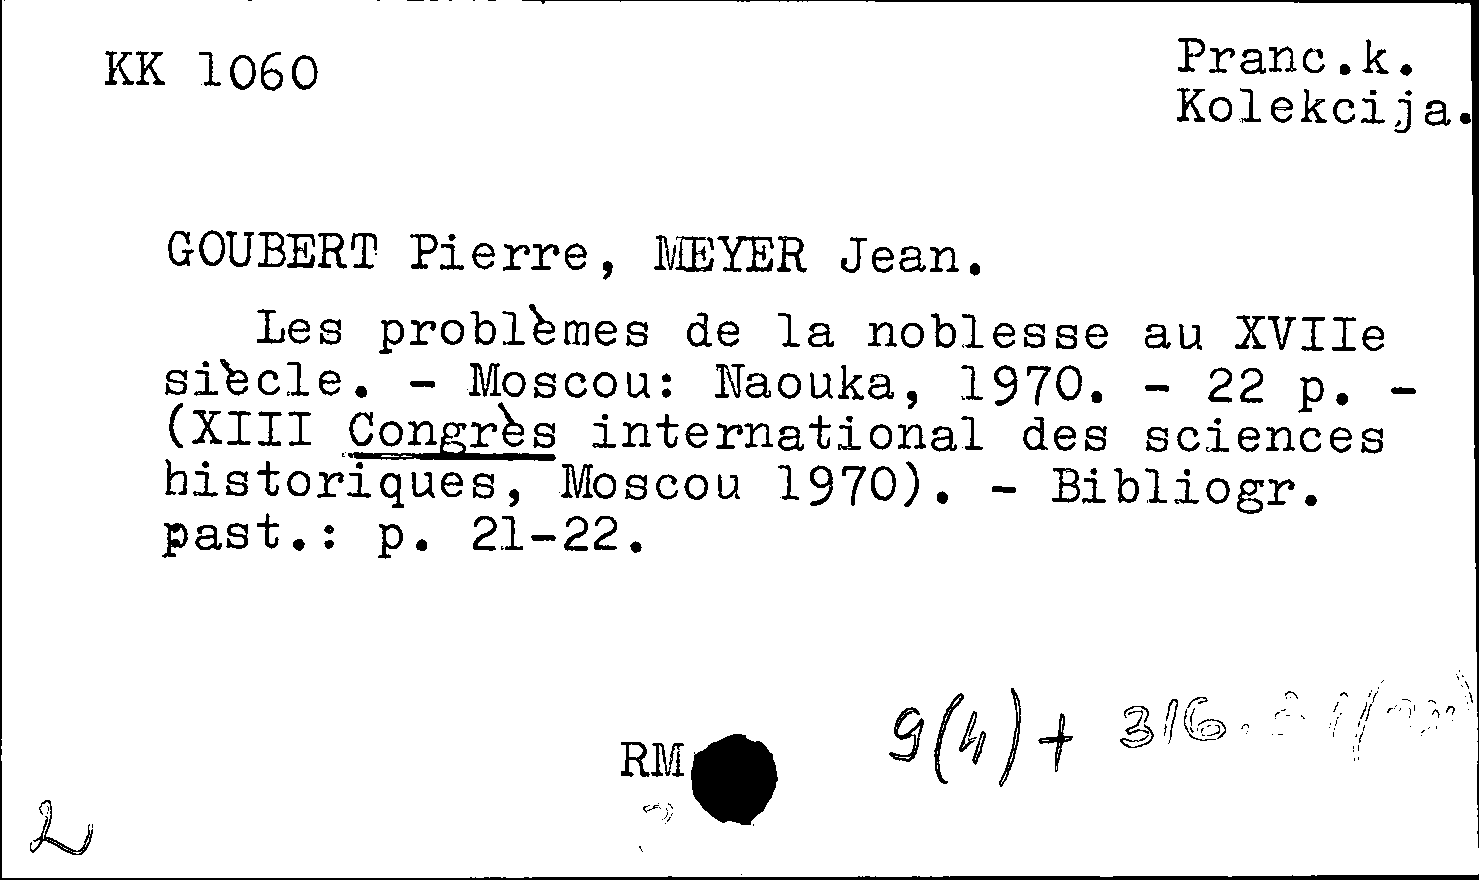 KK 1060
Pranc.k.
Kolekcija.
GOUBERT Pierre, MEYER Jean.
Les problèmes de la noblesse au XVIIe
siècle. - Moscou: Naouka, 1970. - 22 p. -
(XIII Congrès international des sciences
historiques, Moscou 1970). - Bibliogr.
past.: p. 21-22.
9(4)+ 316.
RM
2